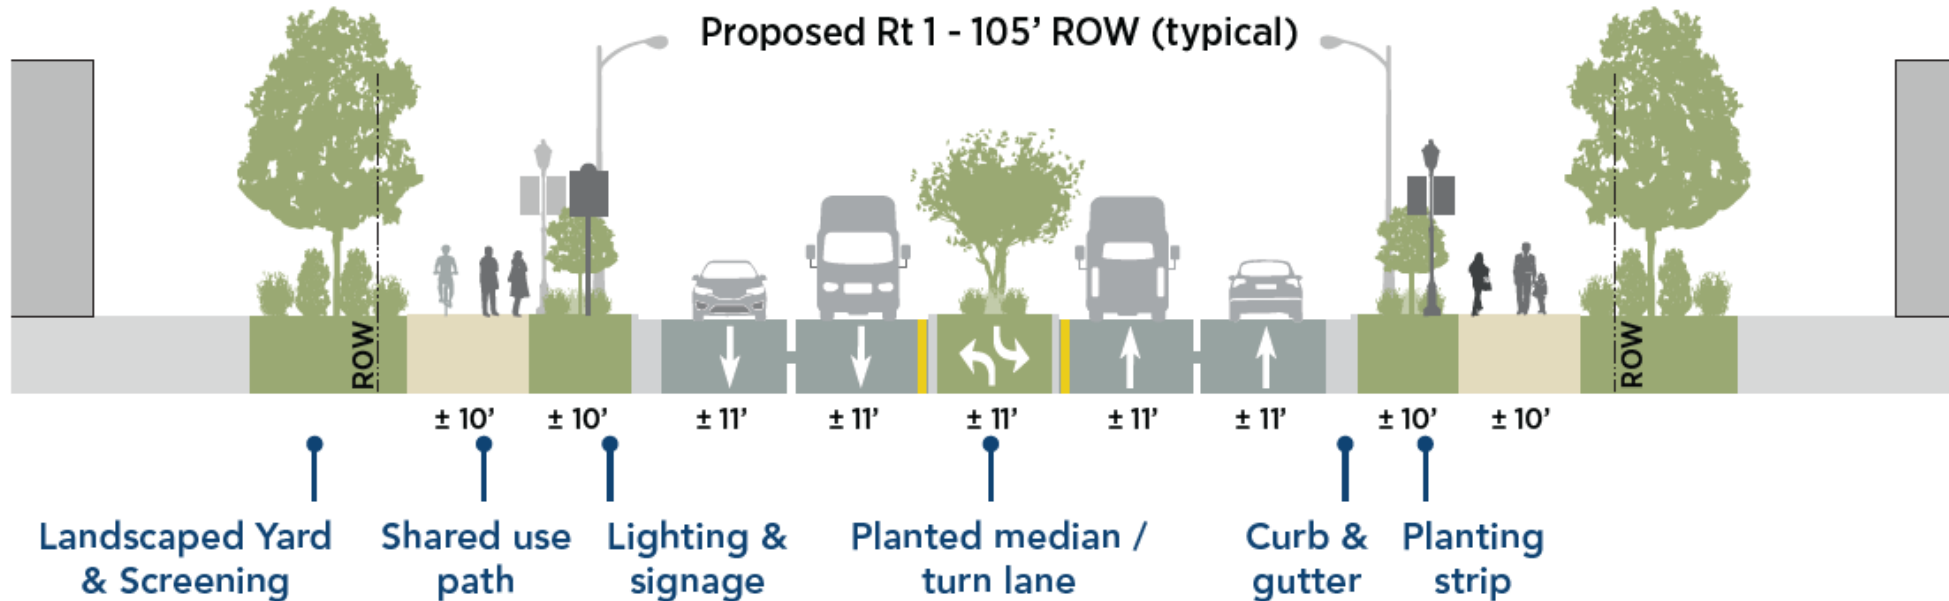 Proposed Rt 1 - 105’ ROW (typical)
ROW
ROW
± 10’
± 10’
± 11’
± 11’
± 11’
± 11’
± 11’
± 10’
± 10’
Landscaped Yard
& Screening
Shared use
path
Lighting &
signage
Planted median /
turn lane
Curb &
gutter
Planting
strip